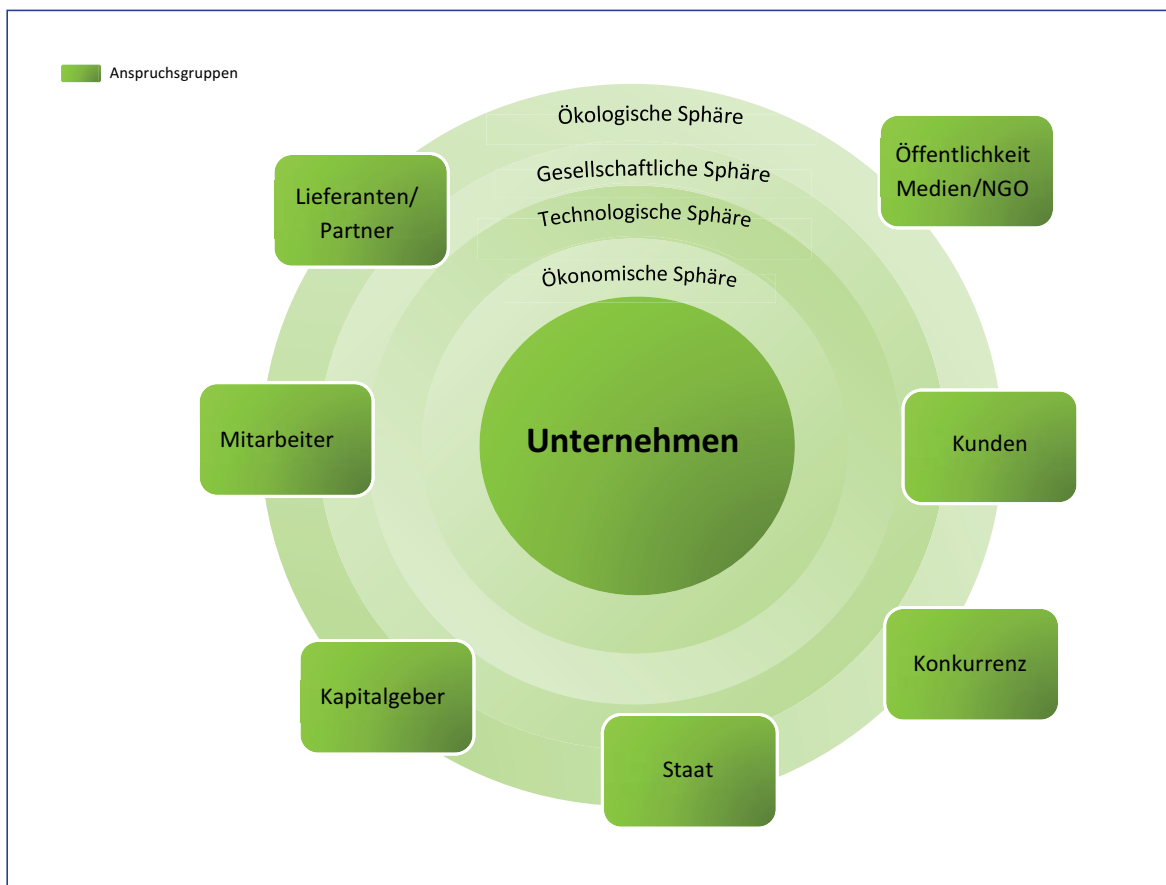 Anspruchsgruppen
Ökologische Sphäre
Gesellschaftliche Sphäre
Technologische Sphäre
Ökonomische Sphäre
Unternehmen
Öffentlichkeit
Medien/NGO
Lieferanten/
Partner
Mitarbeiter
Kunden
Kapitalgeber
Konkurrenz
Staat